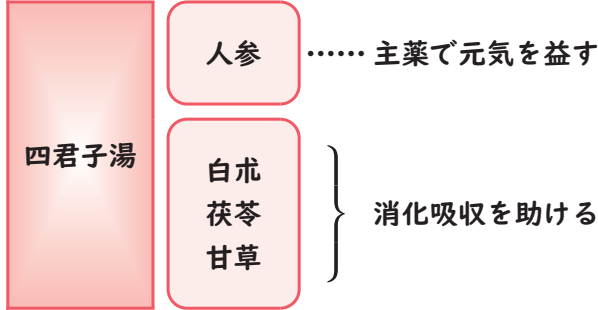 四君子湯
人参
……主薬で元気を益す
白朮
茯苓
甘草
消化吸収を助ける